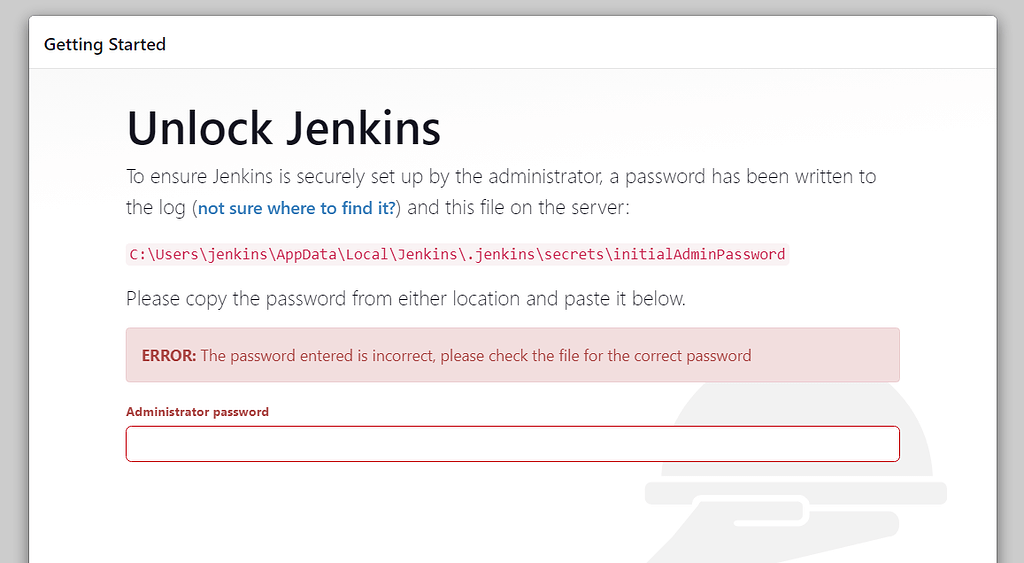 Getting Started
Unlock Jenkins
To ensure Jenkins is securely set up by the administrator, a password has been written to
the log (not sure where to find it?) and this file on the server:
C:\Users\jenkins\AppData\Local\Jenkins\.jenkins\secrets\initialAdminPassword
Please copy the password from either location and paste it below.
ERROR: The password entered is incorrect, please check the file for the correct password
Administrator password